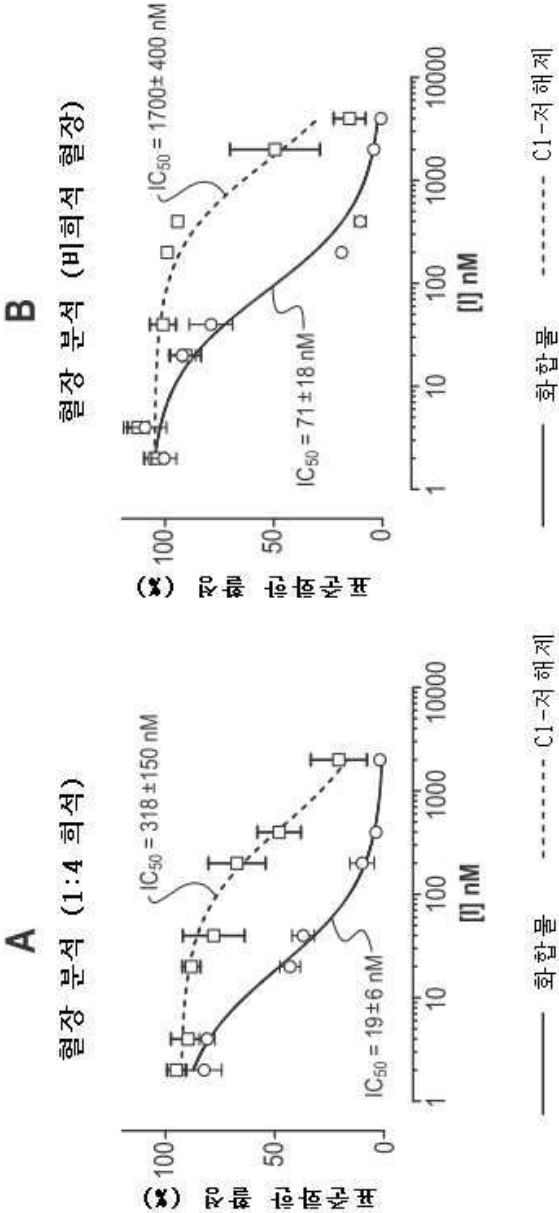 A
혈장 분석 (1:4 희석)
표준화한 활성 (%)
100
50
0
IC50 = 318±150 nM
IC50 = 19±6 nM
1
10
100
1000
10000
[I] nM
화합물
C1-저해제
B
혈장 분석 (비희석 혈장)
표준화한 활성 (%)
100
50
0
IC50 = 1700±400 nM
IC50 = 71±18 nM
1
10
100
1000
10000
[I] nM
화합물
C1-저해제